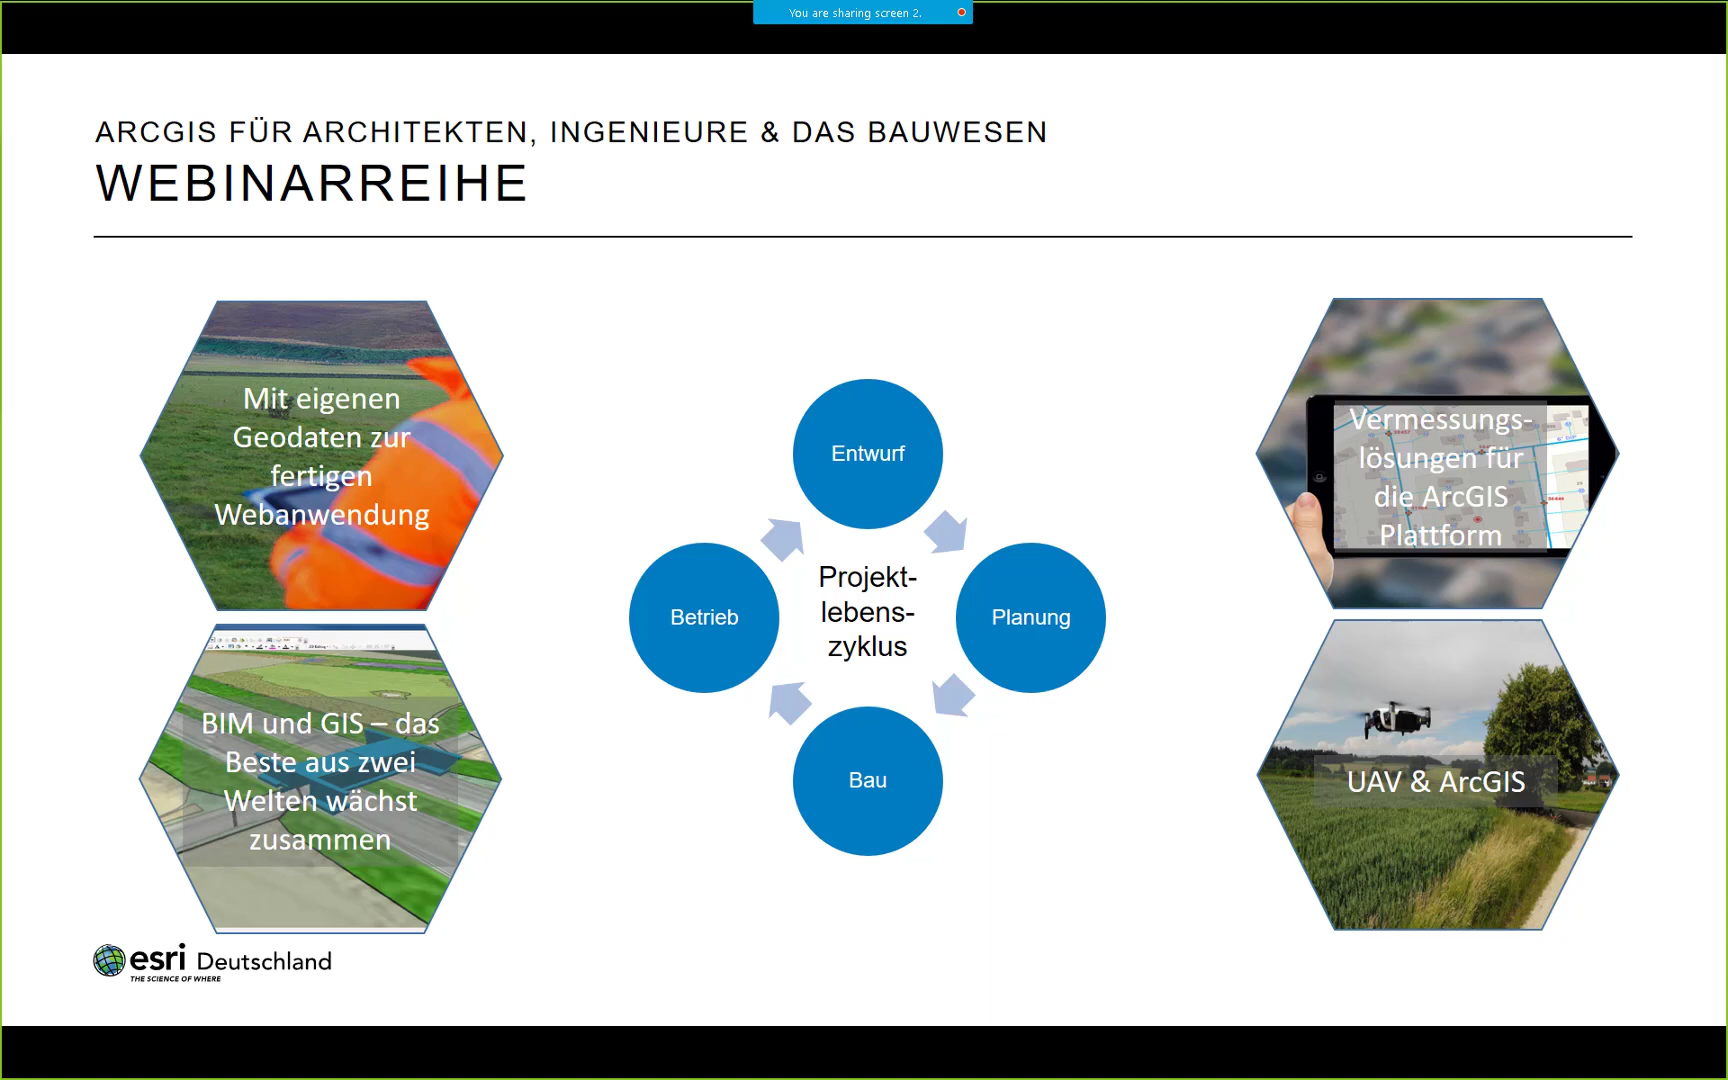 You are sharing screen 2.
ARCGIS FÜR ARCHITEKTEN, INGENIEURE & DAS BAUWESEN
WEBINARREIHE
Mit eigenen
Geodaten zur
fertigen
Webanwendung
BIM und GIS – das
Beste aus zwei
Welten wächst
zusammen
Entwurf
Betrieb
Projekt-
lebens-
zyklus
Planung
Bau
Vermessungs-
lösungen für
die ArcGIS
Plattform
UAV & ArcGIS
esri Deutschland
THE SCIENCE OF WHERE